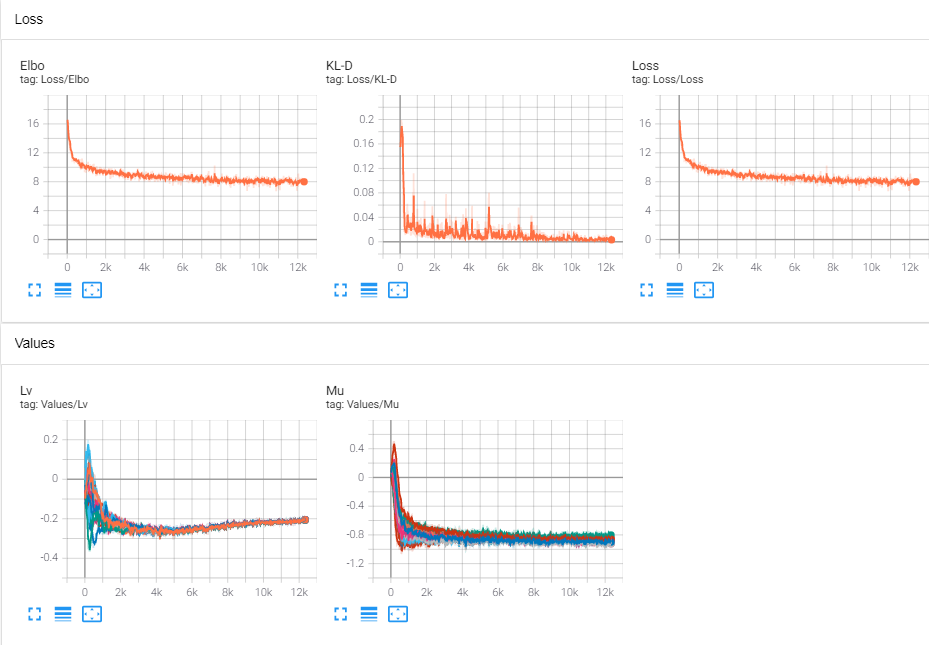 Loss
Elbo
tag: Loss/Elbo
16
12
8
4
0
0 2k 4k 6k 8k 10k 12k
KL-D
tag: Loss/KL-D
0.2
0.16
0.12
0.08
0.04
0
0 2k 4k 6k 8k 10k 12k
Loss
tag: Loss/Loss
16
12
8
4
0
0 2k 4k 6k 8k 10k 12k
Values
Lv
tag: Values/Lv
0.2
0
-0.2
-0.4
0 2k 4k 6k 8k 10k 12k
Mu
tag: Values/Mu
0.4
0
-0.4
-0.8
-1.2
0 2k 4k 6k 8k 10k 12k